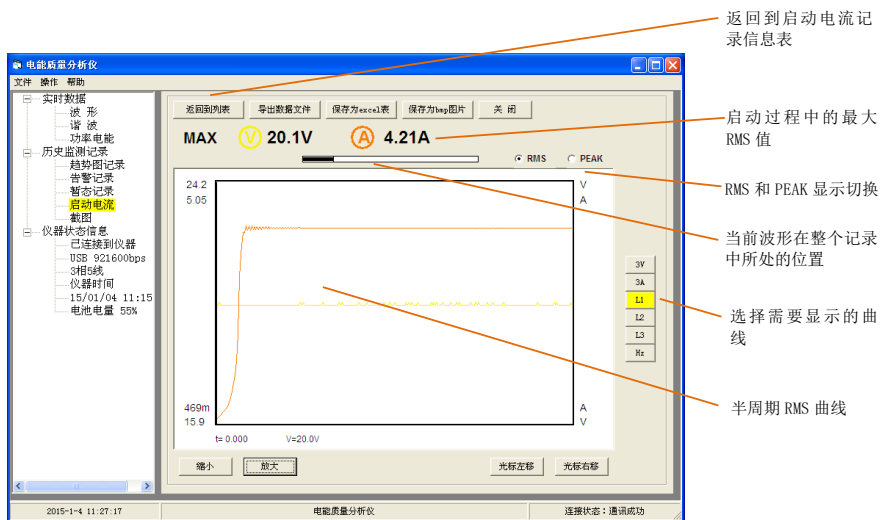 返回到启动电流记
录信息表
电能质量分析仪
文件 操作 帮助
实时数据
波 形
谐 波
功率电能
历史监测记录
趋势图记录
告警记录
暂态记录
启动电流
截图
仪器状态信息
已连接到仪器
USB 921600bps
3相5线
仪器时间
15/01/04 11:15
电池电量 55%
返回到列表 导出数据文件 保存为excel表 保存为bmp图片 关 闭
MAX V 20.1V A 4.21A
RMS PEAK
启动过程中的最大
RMS 值
24.2 V
5.05 A
RMS 和 PEAK 显示切换
当前波形在整个记录
中所处的位置
3V
3A
L1
L2
L3
Hz
选择需要显示的曲
线
469m A
15.9 V
半周期 RMS 曲线
t= 0.000 V=20.0V
缩小 放大 光标左移 光标右移
2015-1-4 11:27:17 电能质量分析仪 连接状态：通讯成功